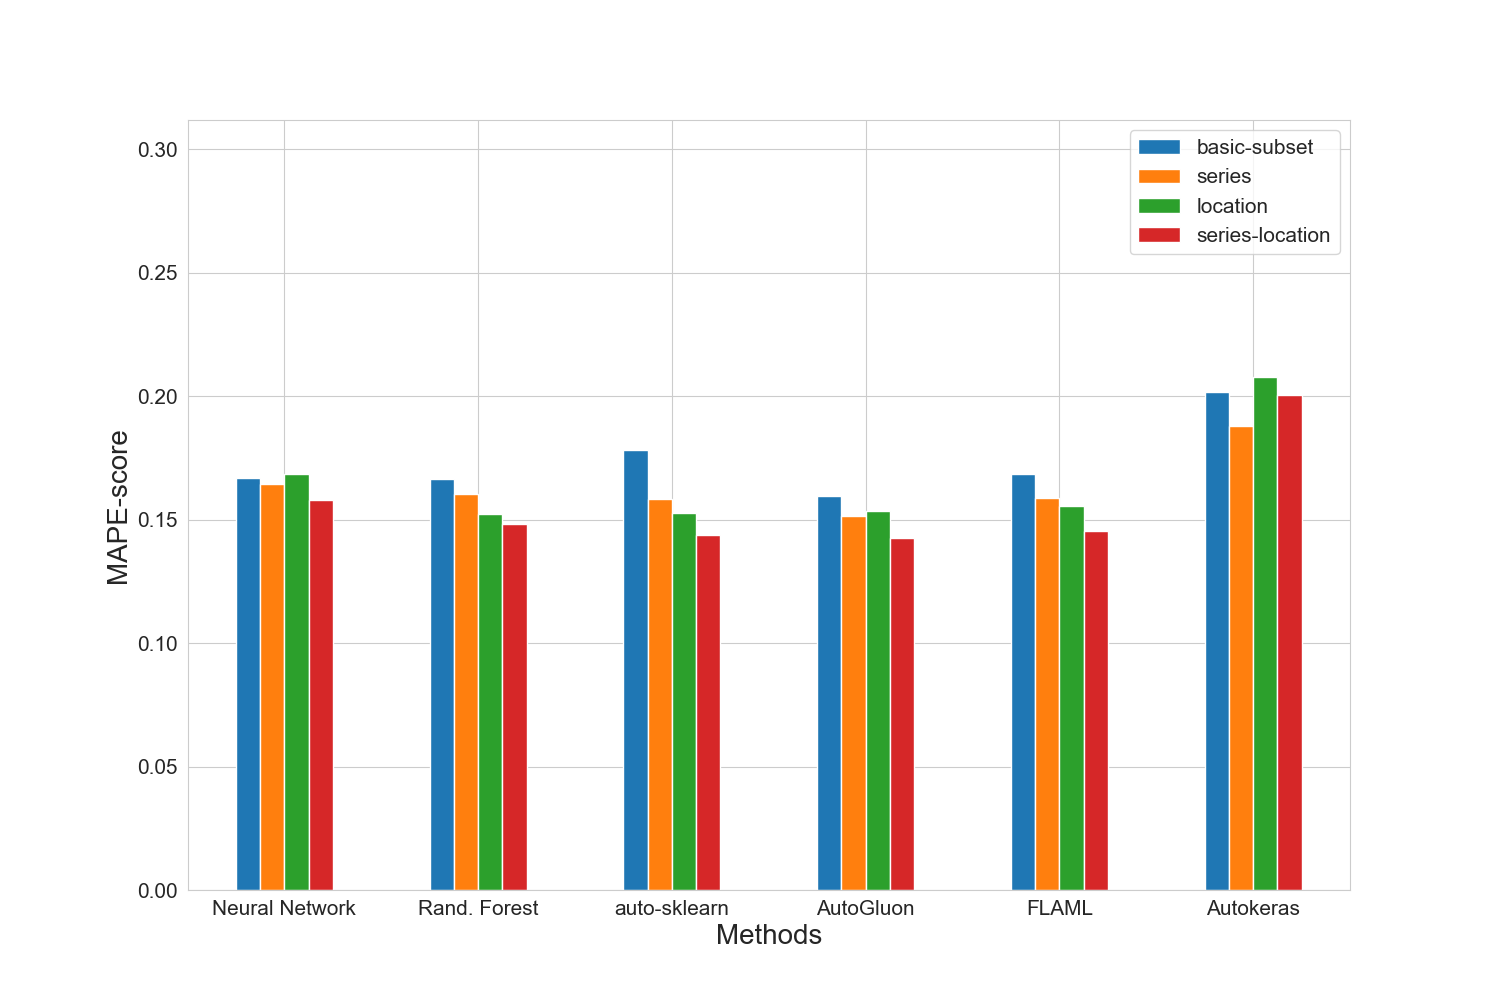 0.30
0.25
0.20
0.15
0.10
0.05
0.00
MAPE-score
basic-subset
series
location
series-location
Neural Network
Rand. Forest
auto-sklearn
AutoGluon
FLAML
Autokeras
Methods